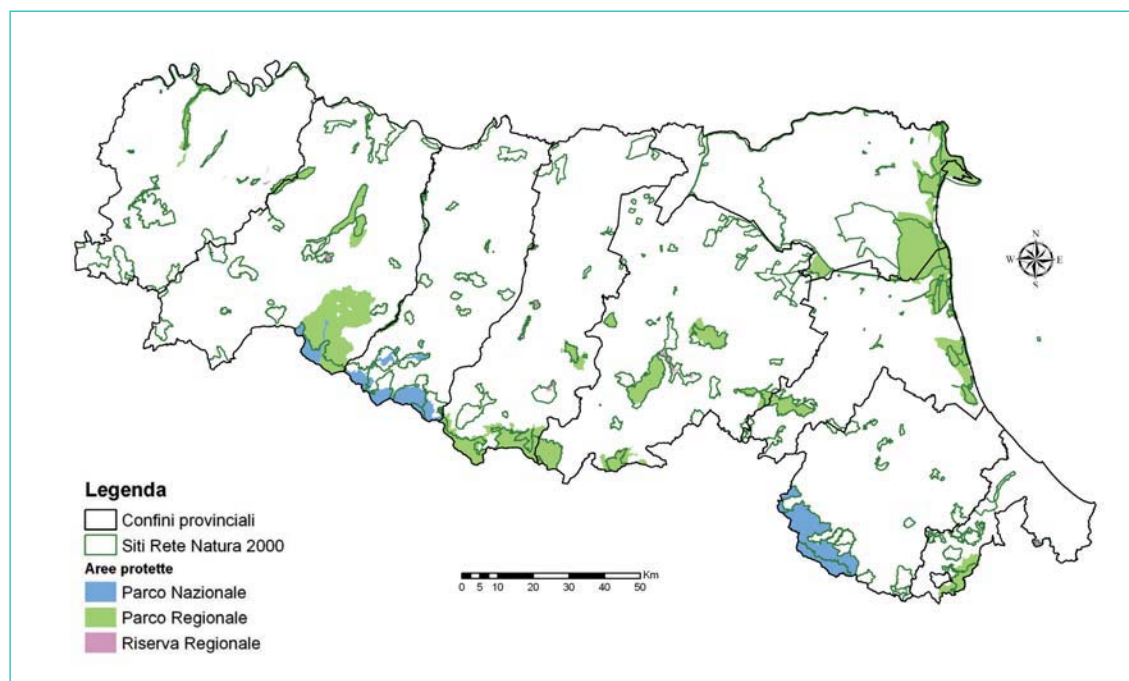 N
W E
S
Legenda
Confini provinciali
Siti Rete Natura 2000
Aree protette
Parco Nazionale
Parco Regionale
Riserva Regionale
Km
0 5 10 20 30 40 50